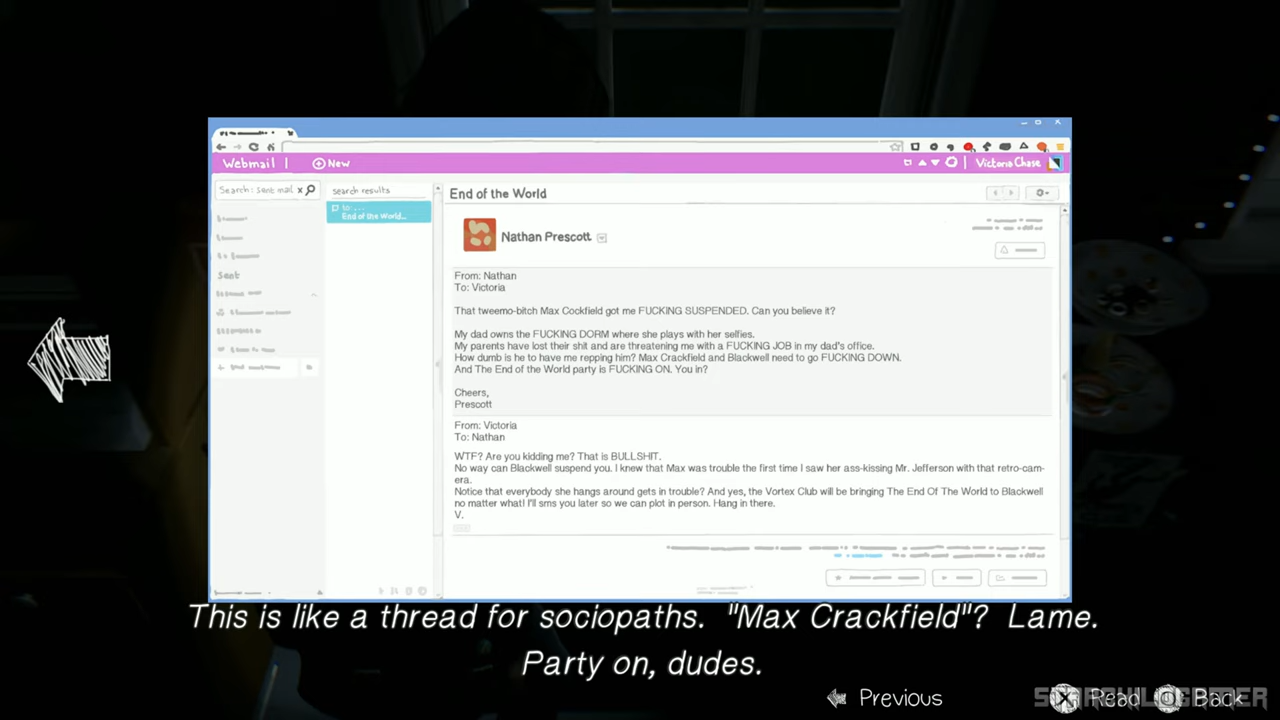 Webmail | New Victoria Chase
Search: sent mail x search results End of the World
to: ...
End of the World...
Nathan Prescott
Sent
From: Nathan
To: Victoria
That tweemo-bitch Max Cockfield got me FUCKING SUSPENDED. Can you believe it?
My dad owns the FUCKING DORM where she plays with her selfies.
My parents have lost their shit and are threatening me with a FUCKING JOB in my dad's office.
How dumb is he to have me repping him? Max Crackfield and Blackwell need to go FUCKING DOWN.
And The End of the World party is FUCKING ON. You in?
Cheers,
Prescott
From: Victoria
To: Nathan
WTF? Are you kidding me? That is BULLSHIT.
No way can Blackwell suspend you. I knew that Max was trouble the first time I saw her ass-kissing Mr. Jefferson with that retro-cam-
era.
Notice that everybody she hangs around gets in trouble? And yes, the Vortex Club will be bringing The End Of The World to Blackwell
no matter what! I'll sms you later so we can plot in person. Hang in there.
V.
This is like a thread for sociopaths. "Max Crackfield"? Lame.
Party on, dudes.
Previous X Read Back